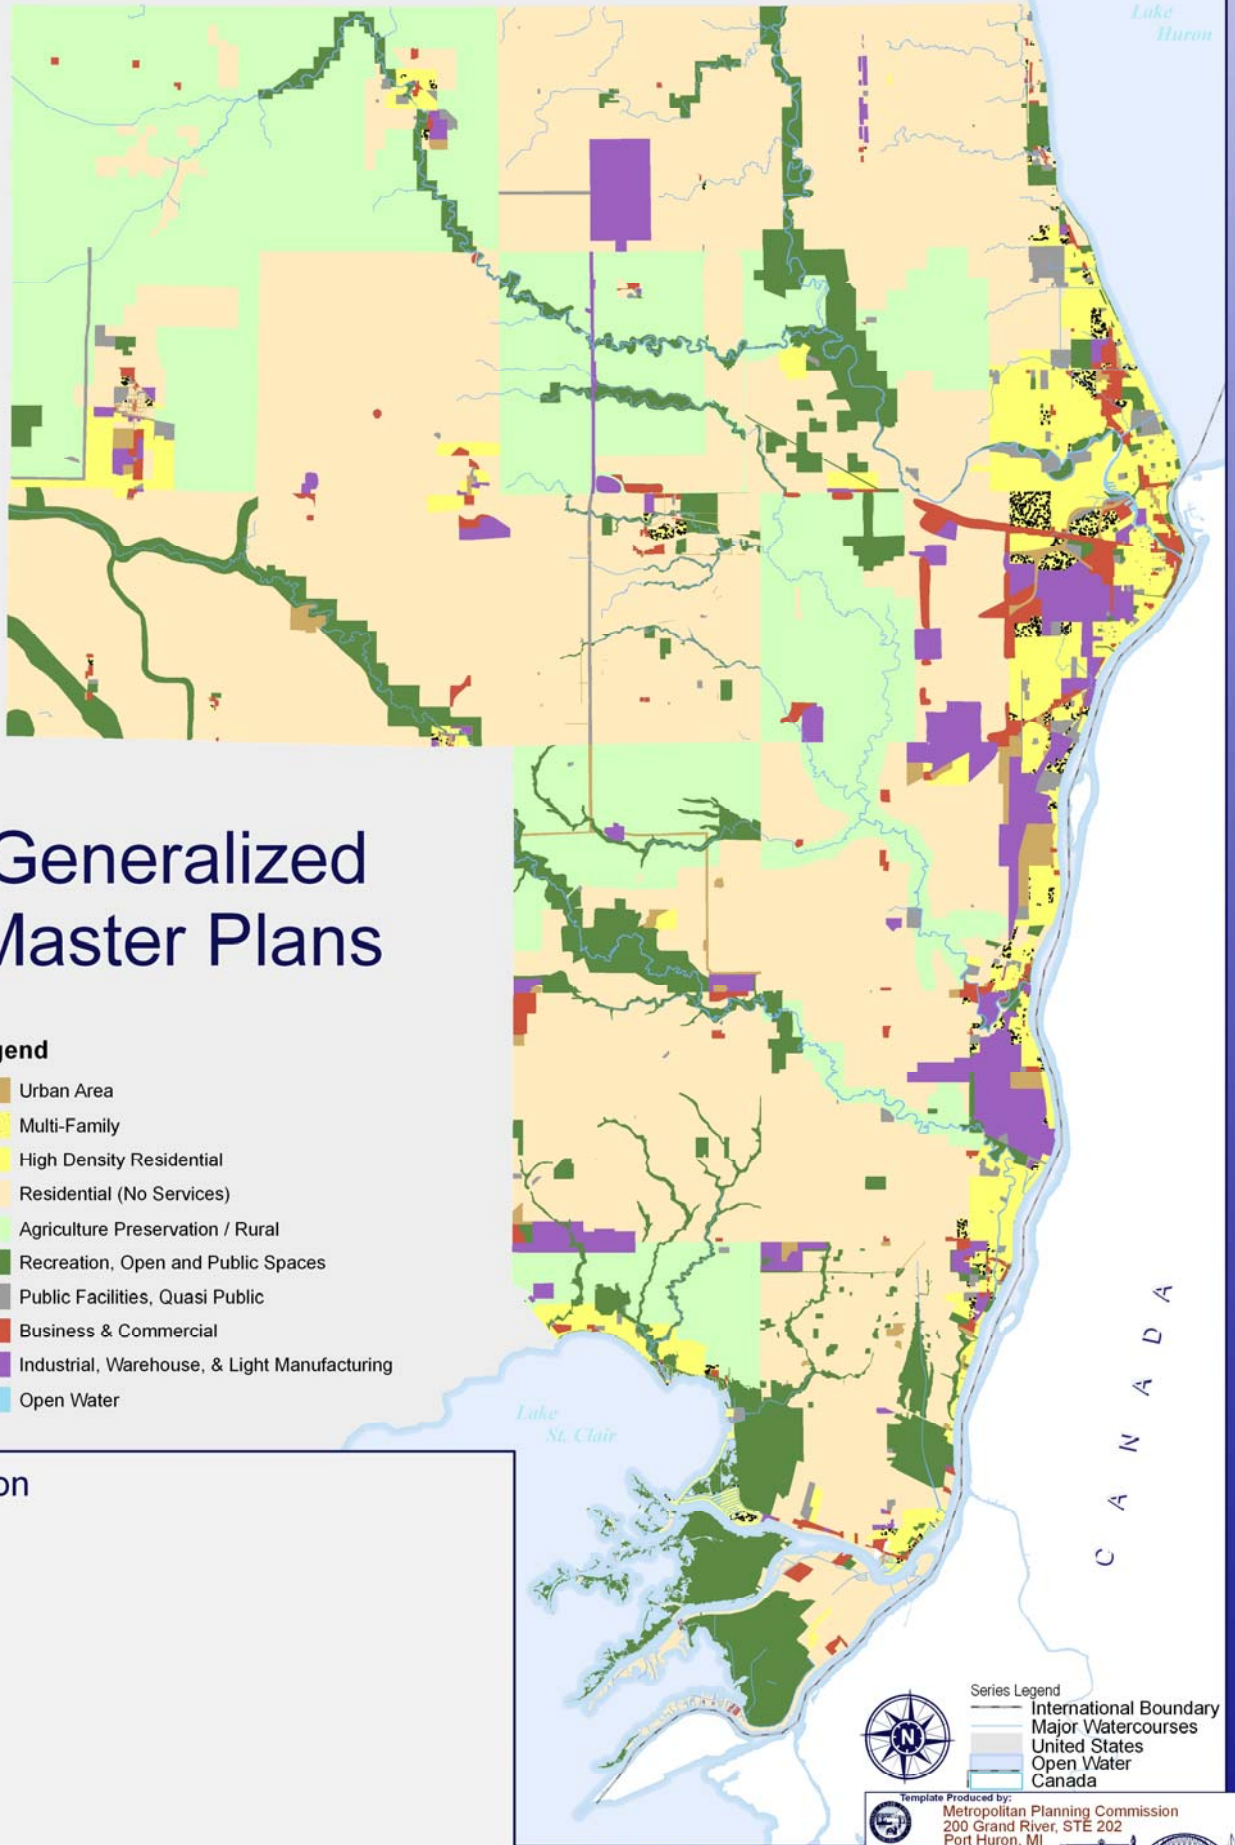 Lake
Huron
Generalized
Master Plans
gend
Urban Area
Multi-Family
High Density Residential
Residential (No Services)
Agriculture Preservation / Rural
Recreation, Open and Public Spaces
Public Facilities, Quasi Public
Business & Commercial
Industrial, Warehouse, & Light Manufacturing
Open Water
on
Lake
St. Clair
CANADA
N
Series Legend
International Boundary
Major Watercourses
United States
Open Water
Canada
Template Produced by:
Metropolitan Planning Commission
200 Grand River, STE 202
Port Huron, MI